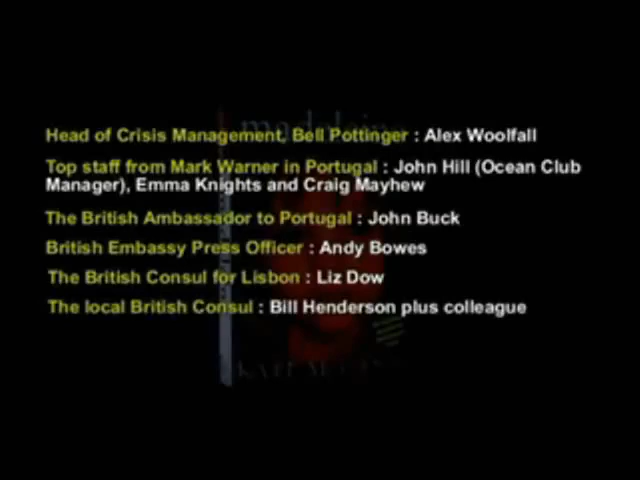 madeleine
Head of Crisis Management, Bell Pottinger : Alex Woolfall
Top staff from Mark Warner in Portugal : John Hill (Ocean Club
Manager), Emma Knights and Craig Mayhew
The British Ambassador to Portugal : John Buck
British Embassy Press Officer : Andy Bowes
The British Consul for Lisbon : Liz Dow
The local British Consul : Bill Henderson plus colleague